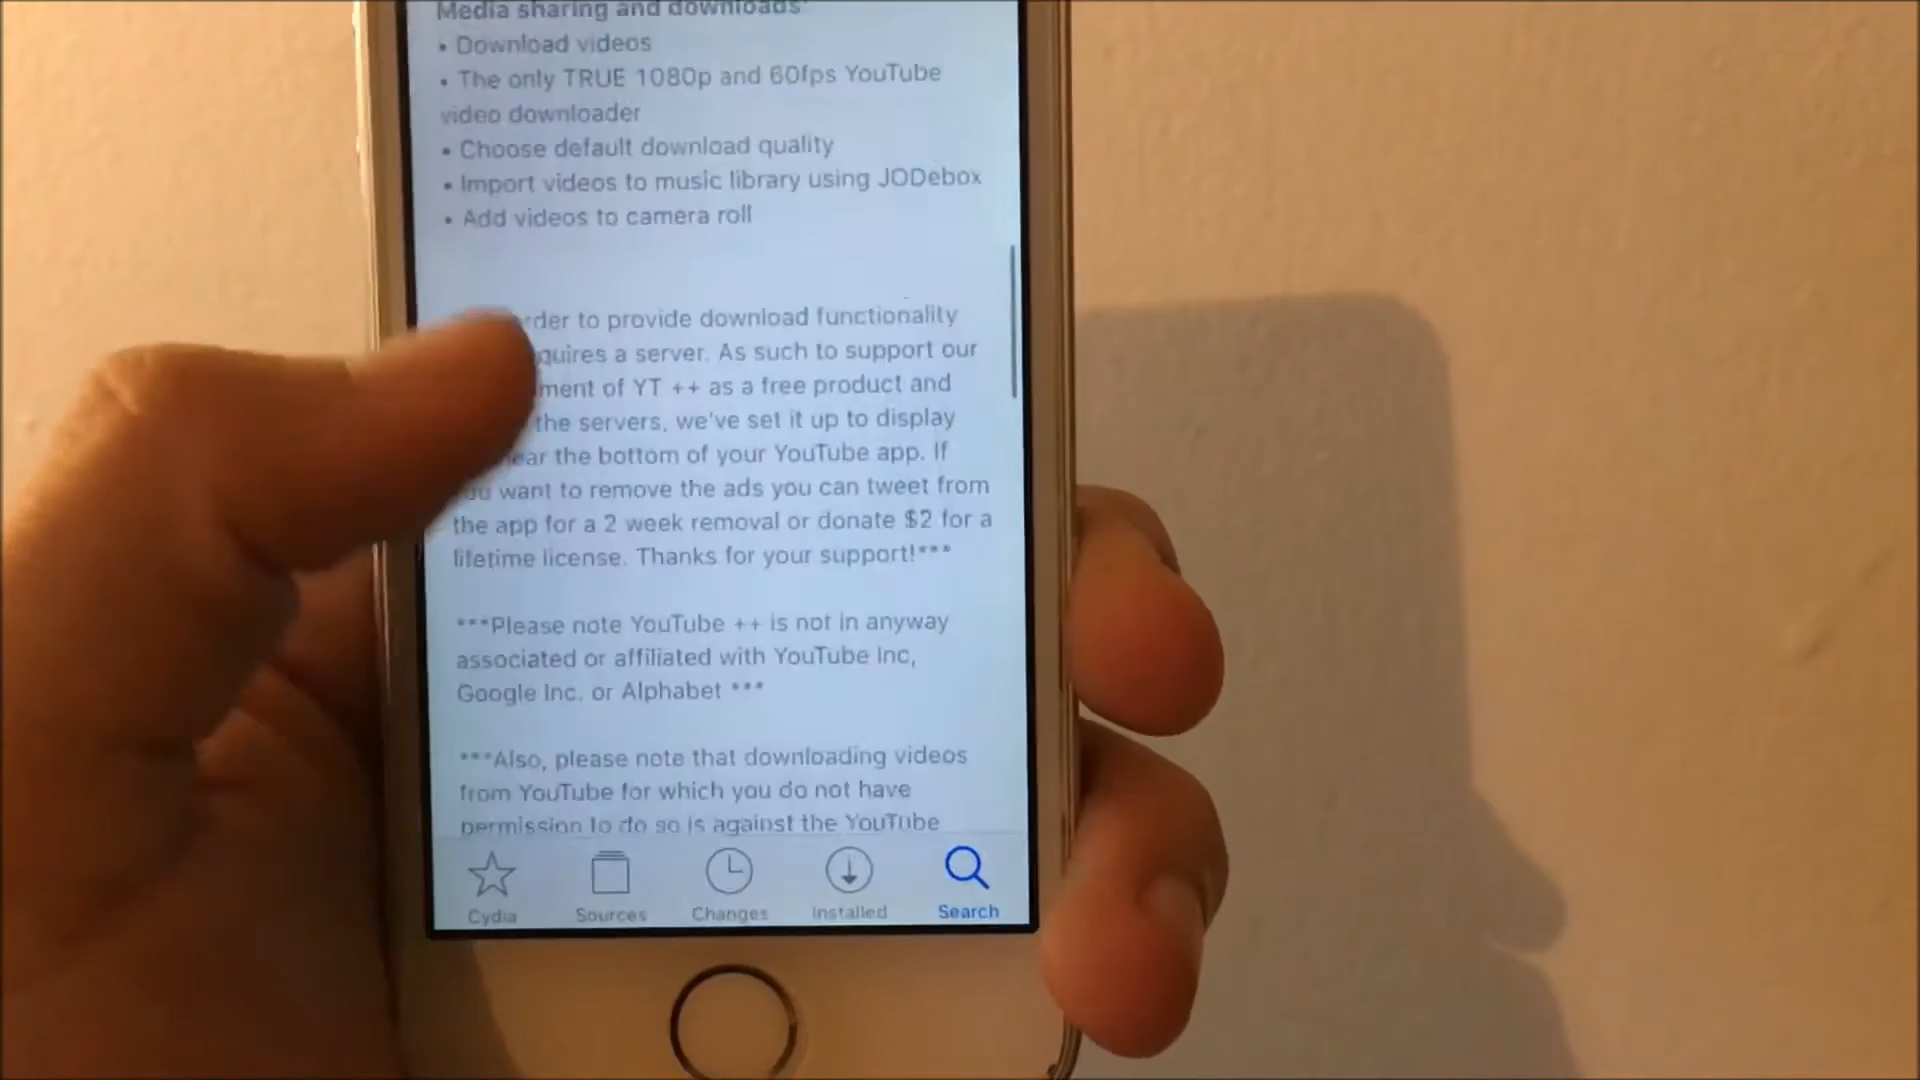 Media sharing and downloads:
• Download videos
• The only TRUE 1080p and 60fps YouTube
video downloader
• Choose default download quality
• Import videos to music library using JODebox
• Add videos to camera roll
rder to provide download functionality
quires a server. As such to support our
ment of YT ++ as a free product and
the servers, we've set it up to display
ear the bottom of your YouTube app. If
ou want to remove the ads you can tweet from
the app for a 2 week removal or donate $2 for a
lifetime license. Thanks for your support!***
***Please note YouTube ++ is not in anyway
associated or affiliated with YouTube Inc,
Google Inc. or Alphabet ***
***Also, please note that downloading videos
from YouTube for which you do not have
permission to do so is against the YouTube
Cydia
Sources
Changes
Installed
Search